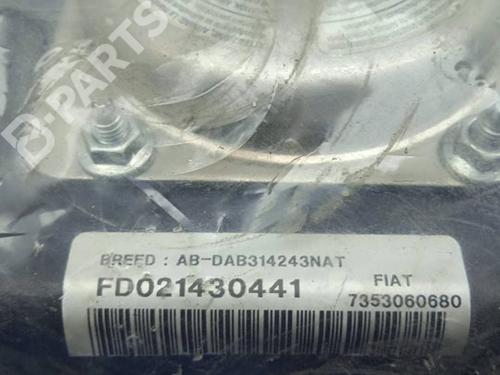 B-PARTS
BREED : AB-DAB314243NAT
FD021430441
FIAT
7353060680